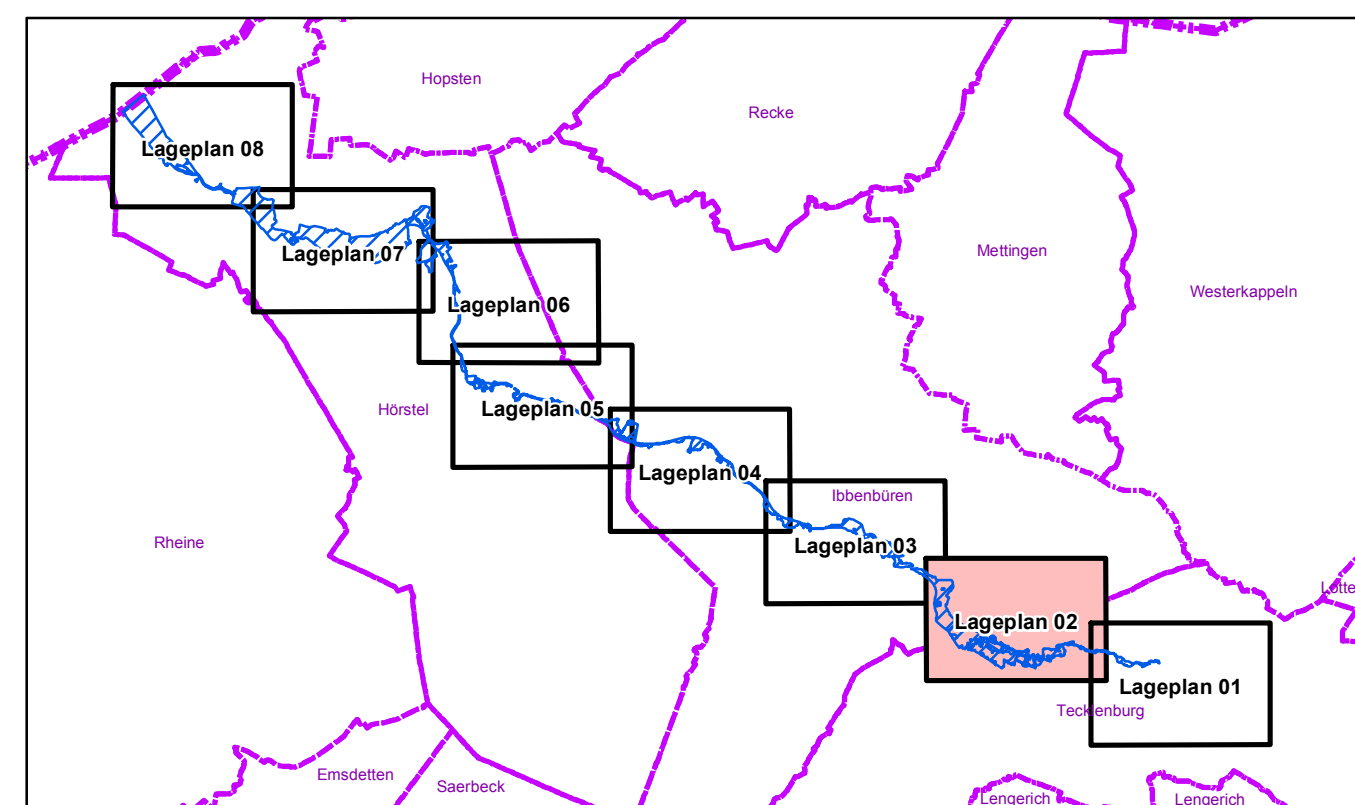 Hopsten
Recke
Lageplan 08
Mettingen
Lageplan 07
Westerkappeln
Lageplan 06
Hörstel
Lageplan 05
Lageplan 04
Ibbenbüren
Rheine
Lageplan 03
Lotte
Lageplan 02
Lageplan 01
Tecklenburg
Emsdetten
Saerbeck
Lengerich
Lengerich